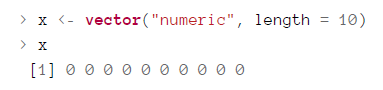 > x <- vector("numeric", length = 10)
> x
[1] 0 0 0 0 0 0 0 0 0 0